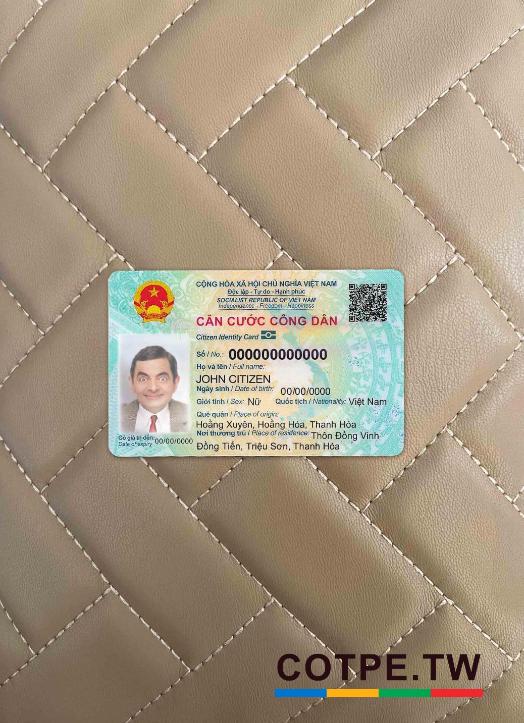 CỘNG HÒA XÃ HỘI CHỦ NGHĨA VIỆT NAM
Độc lập - Tự do - Hạnh phúc
SOCIALIST REPUBLIC OF VIET NAM
Independence - Freedom - Happiness
CĂN CƯỚC CÔNG DÂN
Citizen Identity Card
Số / No.: 000000000000
Họ và tên / Full name:
JOHN CITIZEN
Ngày sinh / Date of birth: 00/00/0000
Giới tính / Sex: Nữ Quốc tịch / Nationality: Việt Nam
Quê quán / Place of origin:
Hoằng Xuyên, Hoằng Hóa, Thanh Hóa
Nơi thường trú / Place of residence: Thôn Đồng Vinh
Đồng Tiến, Triệu Sơn, Thanh Hóa
Có giá trị đến: 00/00/0000
Date of expiry
COTPE.TW